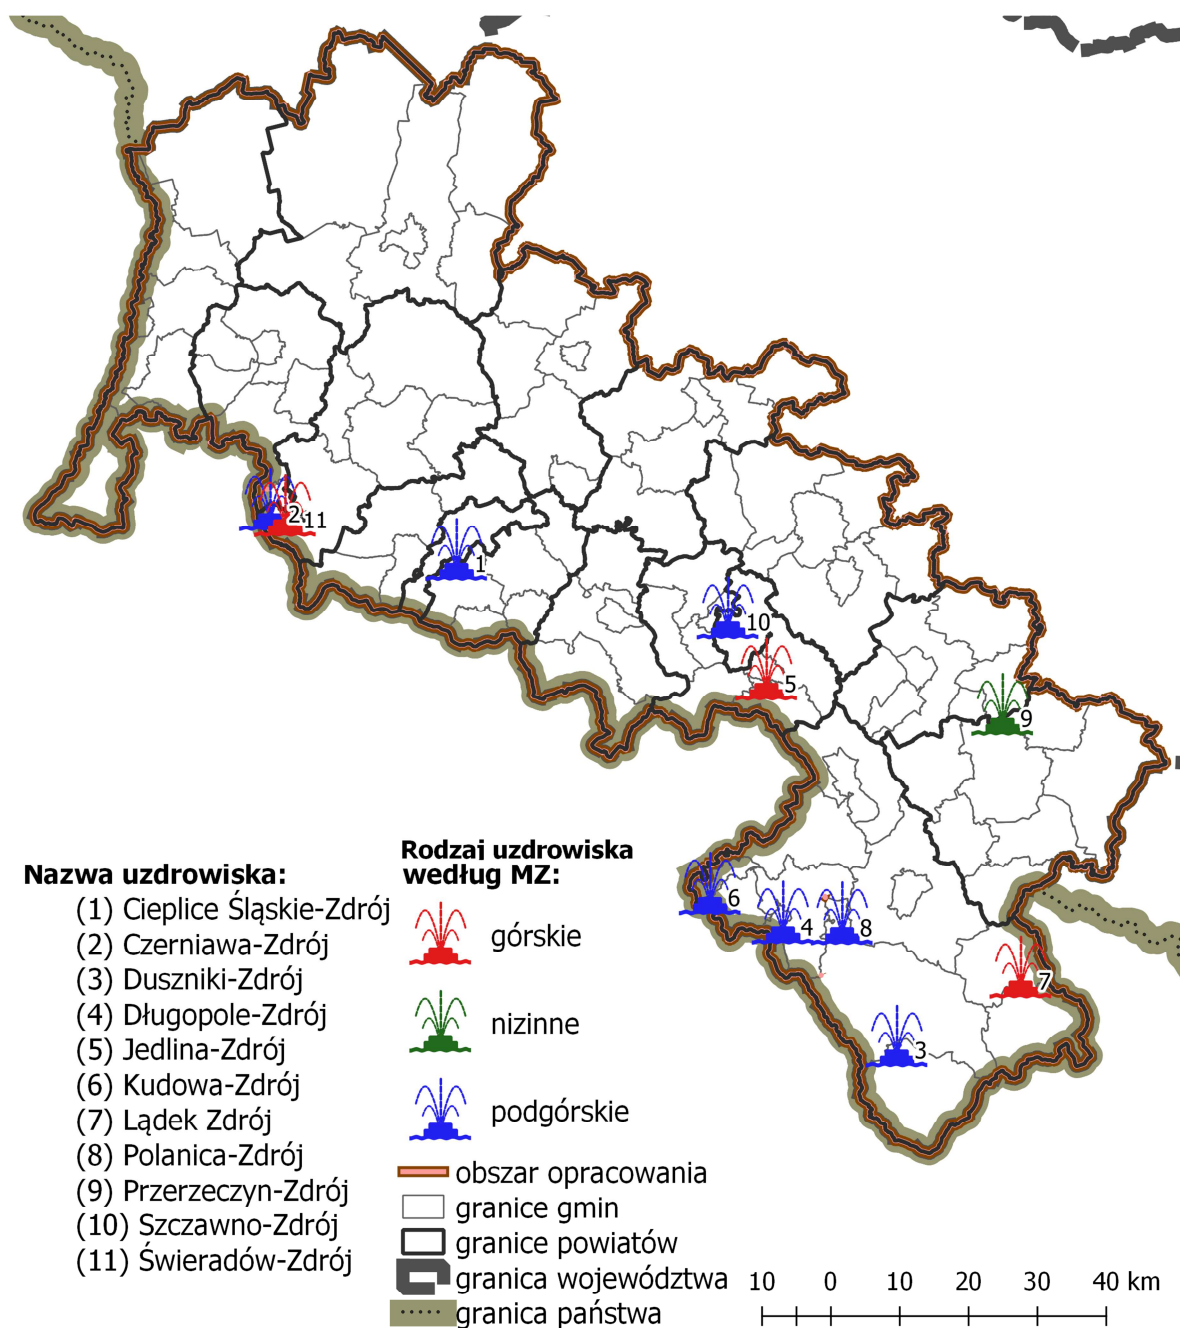 2
11
1
10
5
9
6
4
8
7
3
Nazwa uzdrowiska:
(1) Cieplice Śląskie-Zdrój
(2) Czerniawa-Zdrój
(3) Duszniki-Zdrój
(4) Długopole-Zdrój
(5) Jedlina-Zdrój
(6) Kudowa-Zdrój
(7) Lądek Zdrój
(8) Polanica-Zdrój
(9) Przerzeczyn-Zdrój
(10) Szczawno-Zdrój
(11) Świeradów-Zdrój
Rodzaj uzdrowiska
według MZ:
górskie
nizinne
podgórskie
obszar opracowania
granice gmin
granice powiatów
granica województwa
granica państwa
10 0 10 20 30 40 km